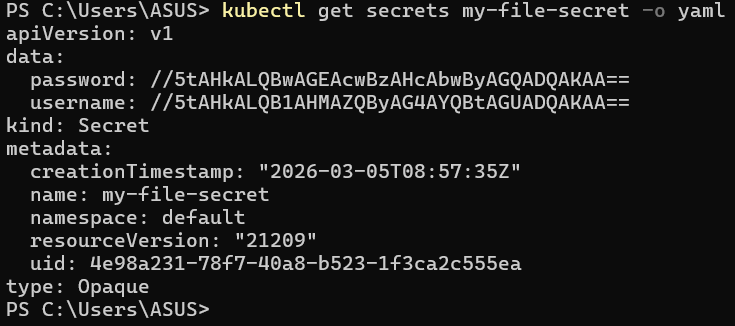 PS C:\Users\ASUS> kubectl get secrets my-file-secret -o yaml
apiVersion: v1
data:
  password: //5tAHkALQBwAGEAcwBzAHcAbwByAGQADQAKAA==
  username: //5tAHkALQB1AHMAZQByAG4AYQBtAGUADQAKAA==
kind: Secret
metadata:
  creationTimestamp: "2026-03-05T08:57:35Z"
  name: my-file-secret
  namespace: default
  resourceVersion: "21209"
  uid: 4e98a231-78f7-40a8-b523-1f3ca2c555ea
type: Opaque
PS C:\Users\ASUS>